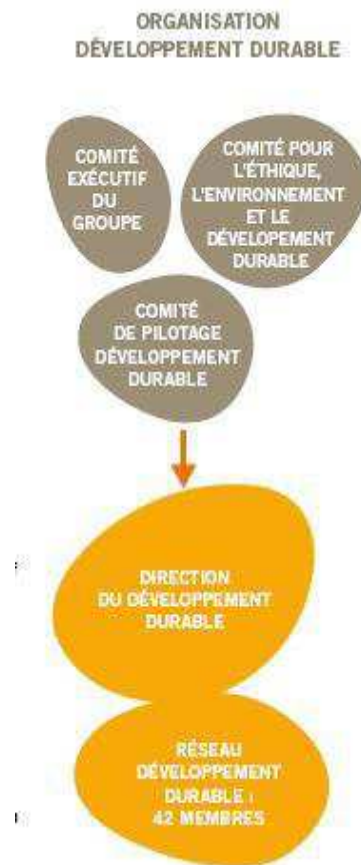 ORGANISATION
DÉVELOPPEMENT DURABLE
COMITÉ
EXÉCUTIF
DU
GROUPE
COMITÉ POUR
L'ÉTHIQUE,
L'ENVIRONNEMENT
ET LE
DÉVELOPEMENT
DURABLE
COMITÉ
DE PILOTAGE
DÉVELOPPEMENT
DURABLE
DIRECTION
DU DÉVELOPPEMENT
DURABLE
RÉSEAU
DÉVELOPPEMENT
DURABLE :
42 MEMBRES